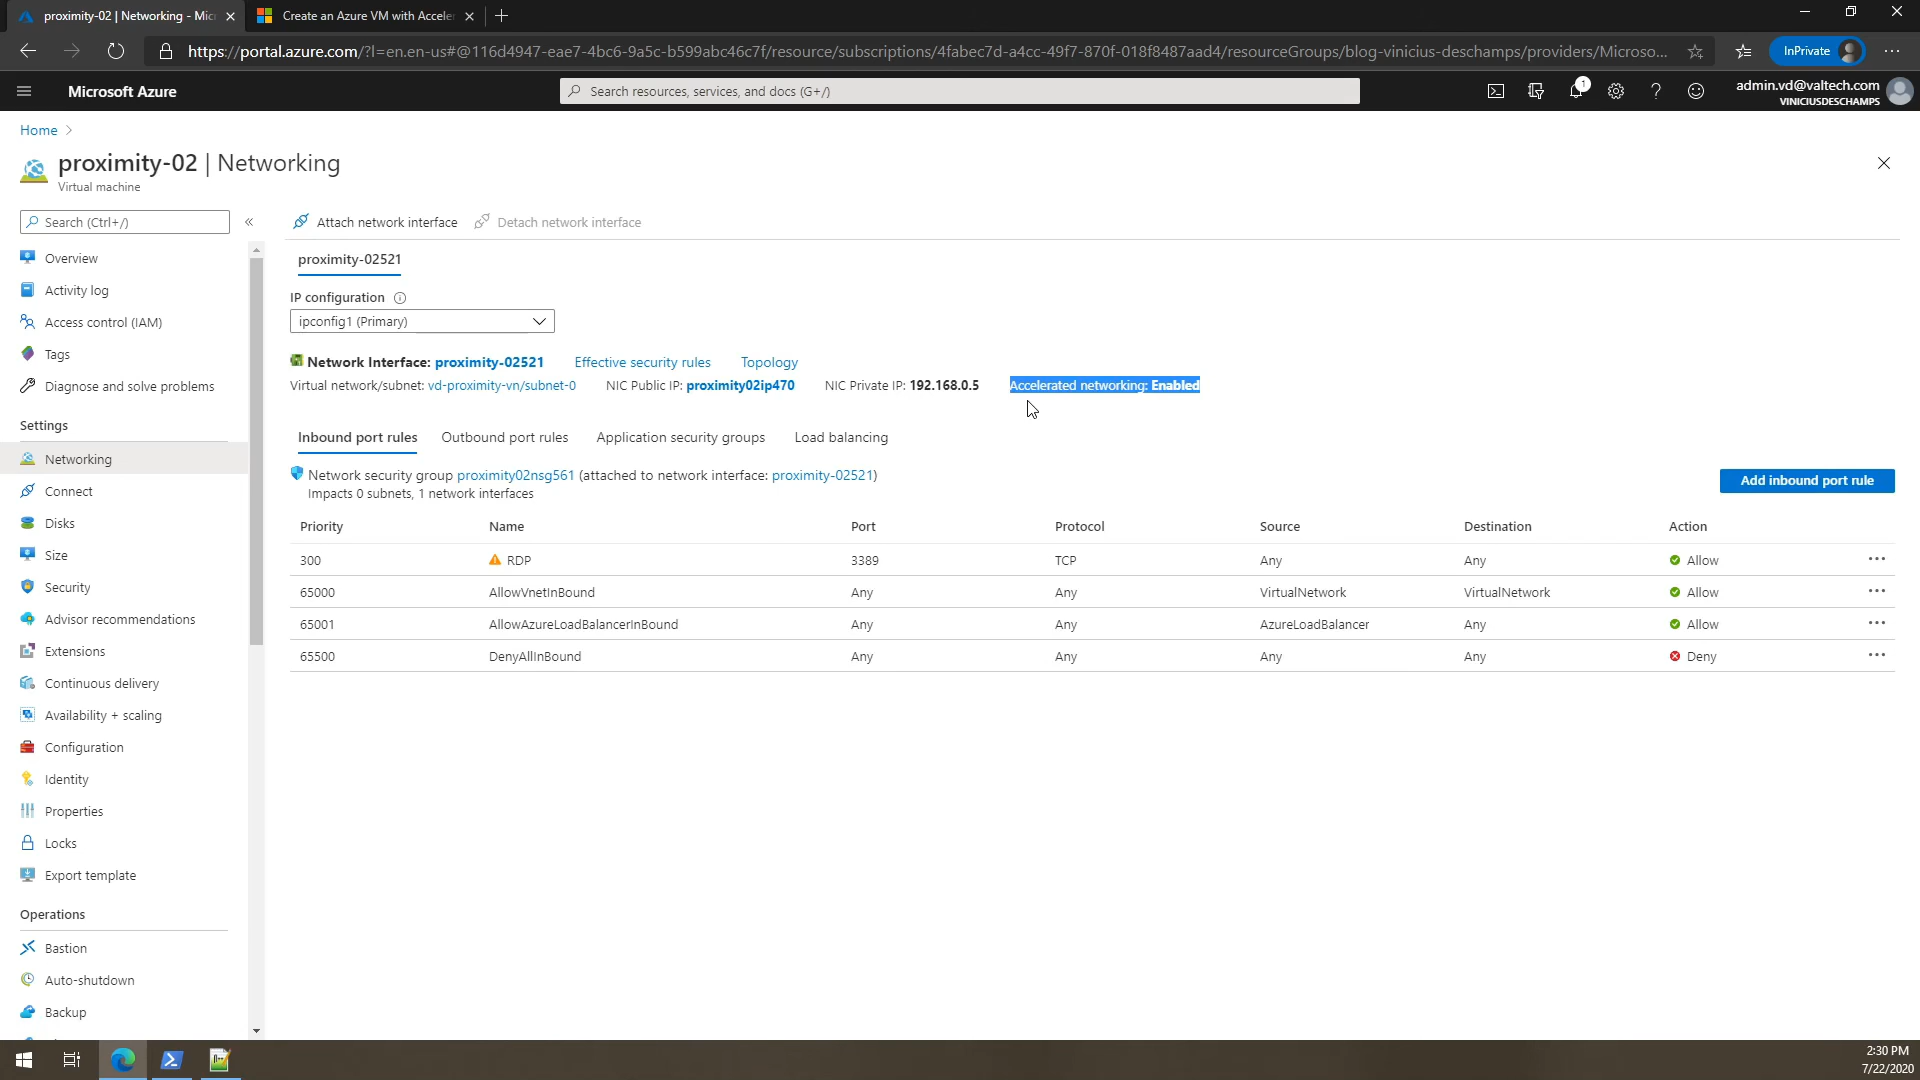 proximity-02 | Networking - Mic
Create an Azure VM with Acceler
https://portal.azure.com/?l=en.en-us#@116d4947-eae7-4bc6-9a5c-b599abc46c7f/resource/subscriptions/4fabec7d-a4cc-49f7-870f-018f8487aad4/resourceGroups/blog-vinicius-deschamps/providers/Microso...
InPrivate
Microsoft Azure
Search resources, services, and docs (G+/)
1
admin.vd@valtech.com
VINICIUSDESCHAMPS
Home >
proximity-02 | Networking
Virtual machine
Search (Ctrl+/)
«
Attach network interface
Detach network interface
Overview
Activity log
Access control (IAM)
Tags
Diagnose and solve problems
Settings
Networking
Connect
Disks
Size
Security
Advisor recommendations
Extensions
Continuous delivery
Availability + scaling
Configuration
Identity
Properties
Locks
Export template
Operations
Bastion
Auto-shutdown
Backup
proximity-02521
IP configuration
ipconfig1 (Primary)
Network Interface: proximity-02521 Effective security rules Topology
Virtual network/subnet: vd-proximity-vn/subnet-0 NIC Public IP: proximity02ip470 NIC Private IP: 192.168.0.5 Accelerated networking: Enabled
Inbound port rules Outbound port rules Application security groups Load balancing
Network security group proximity02nsg561 (attached to network interface: proximity-02521)
Impacts 0 subnets, 1 network interfaces
Add inbound port rule
Priority Name Port Protocol Source Destination Action
300 RDP 3389 TCP Any Any Allow ...
65000 AllowVnetInBound Any Any VirtualNetwork VirtualNetwork Allow ...
65001 AllowAzureLoadBalancerInBound Any Any AzureLoadBalancer Any Allow ...
65500 DenyAllInBound Any Any Any Any Deny ...
2:30 PM
7/22/2020